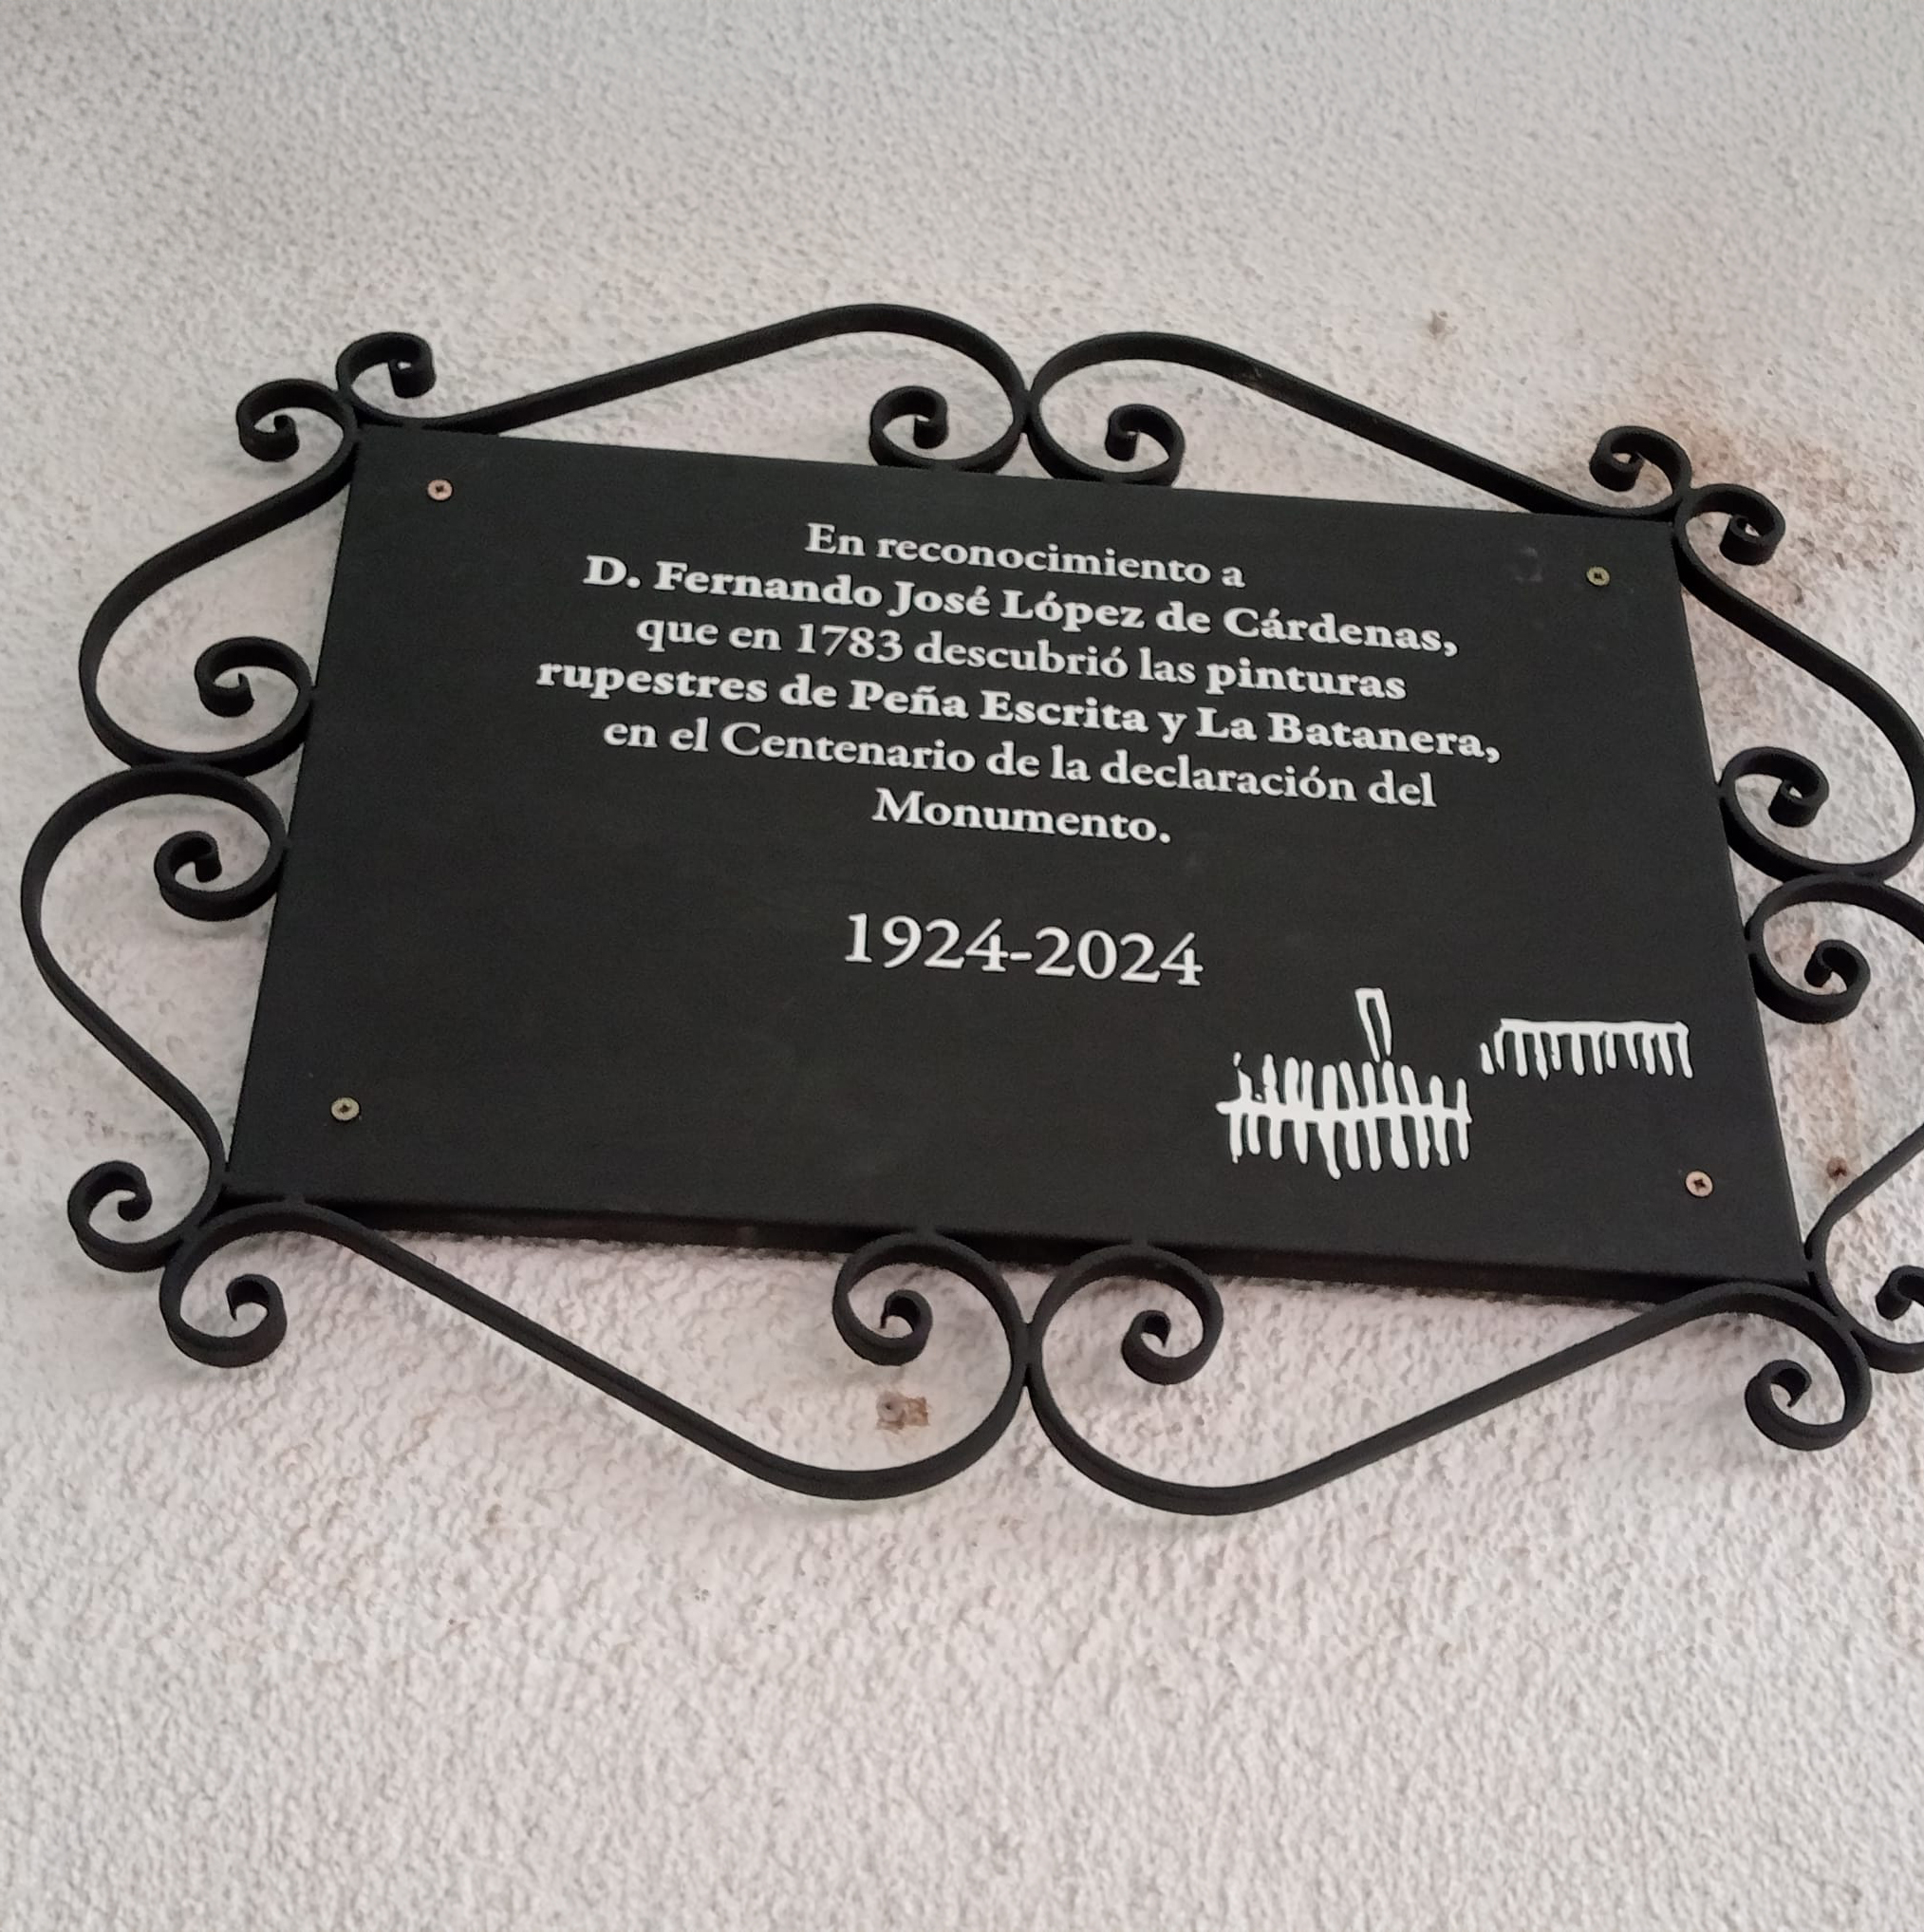 En reconocimiento a
D. Fernando José López de Cárdenas,
que en 1783 descubrió las pinturas
rupestres de Peña Escrita y La Batanera,
en el Centenario de la declaración del
Monumento.
1924-2024